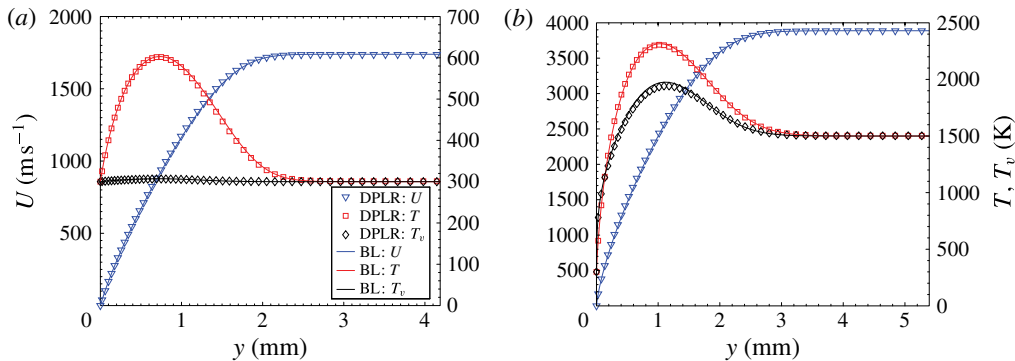 (a)
2000
1500
1000
500
U (m s⁻¹)
700
600
500
400
300
200
100
0
DPLR: U
DPLR: T
DPLR: Tᵥ
BL: U
BL: T
BL: Tᵥ
0 1 2 3 4
y (mm)
(b)
4000
3500
3000
2500
2000
1500
1000
500
2500
2000
1500
1000
500
0
T, Tᵥ (K)
0 1 2 3 4 5
y (mm)